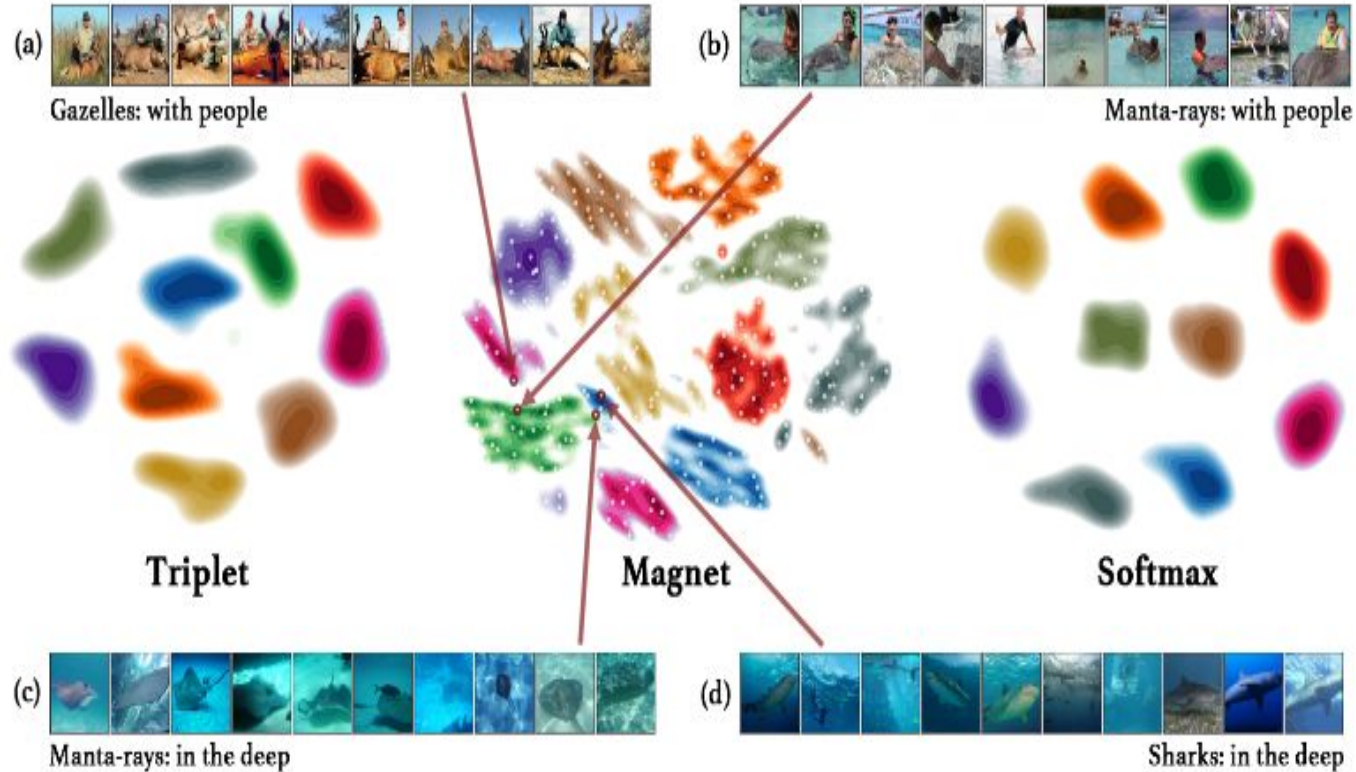 (a)
Gazelles: with people
(b)
Manta-rays: with people
Triplet
Magnet
Softmax
(c)
Manta-rays: in the deep
(d)
Sharks: in the deep